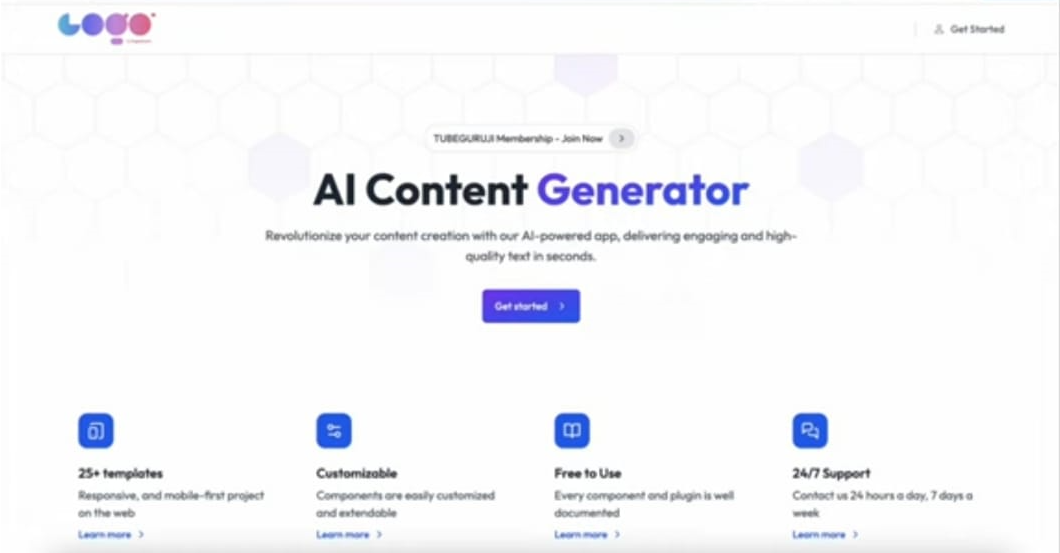 Logo
Get Started
TUBEGURUJI Membership - Join Now
AI Content Generator
Revolutionize your content creation with our AI-powered app, delivering engaging and high-
quality text in seconds.
Get started
25+ templates
Responsive, and mobile-first project
on the web
Learn more
Customizable
Components are easily customized
and extendable
Learn more
Free to Use
Every component and plugin is well
documented
Learn more
24/7 Support
Contact us 24 hours a day, 7 days a
week
Learn more